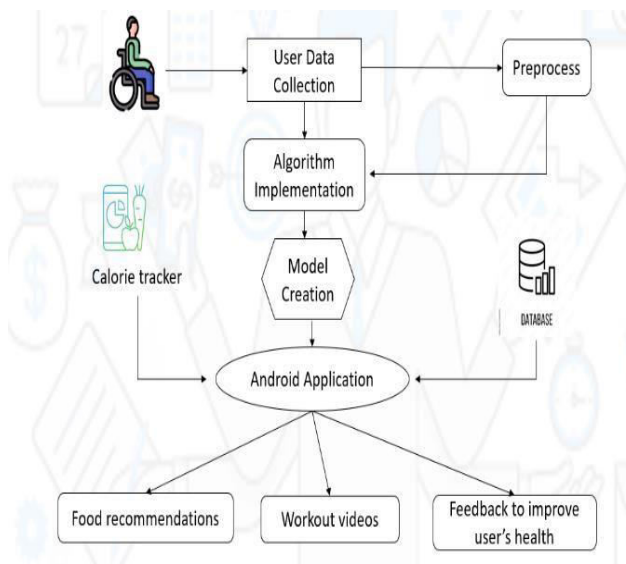 User Data
Collection
Preprocess
Algorithm
Implementation
Calorie tracker
Model
Creation
DATABASE
Android Application
Food recommendations
Workout videos
Feedback to improve
user's health
27